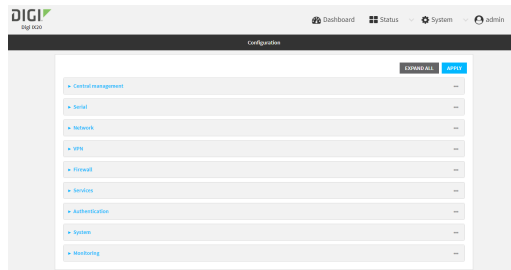 DIGI
Digi IX20
Dashboard Status System admin
Configuration
EXPAND ALL APPLY
Central management
Serial
Network
VPN
Firewall
Services
Authentication
System
Monitoring